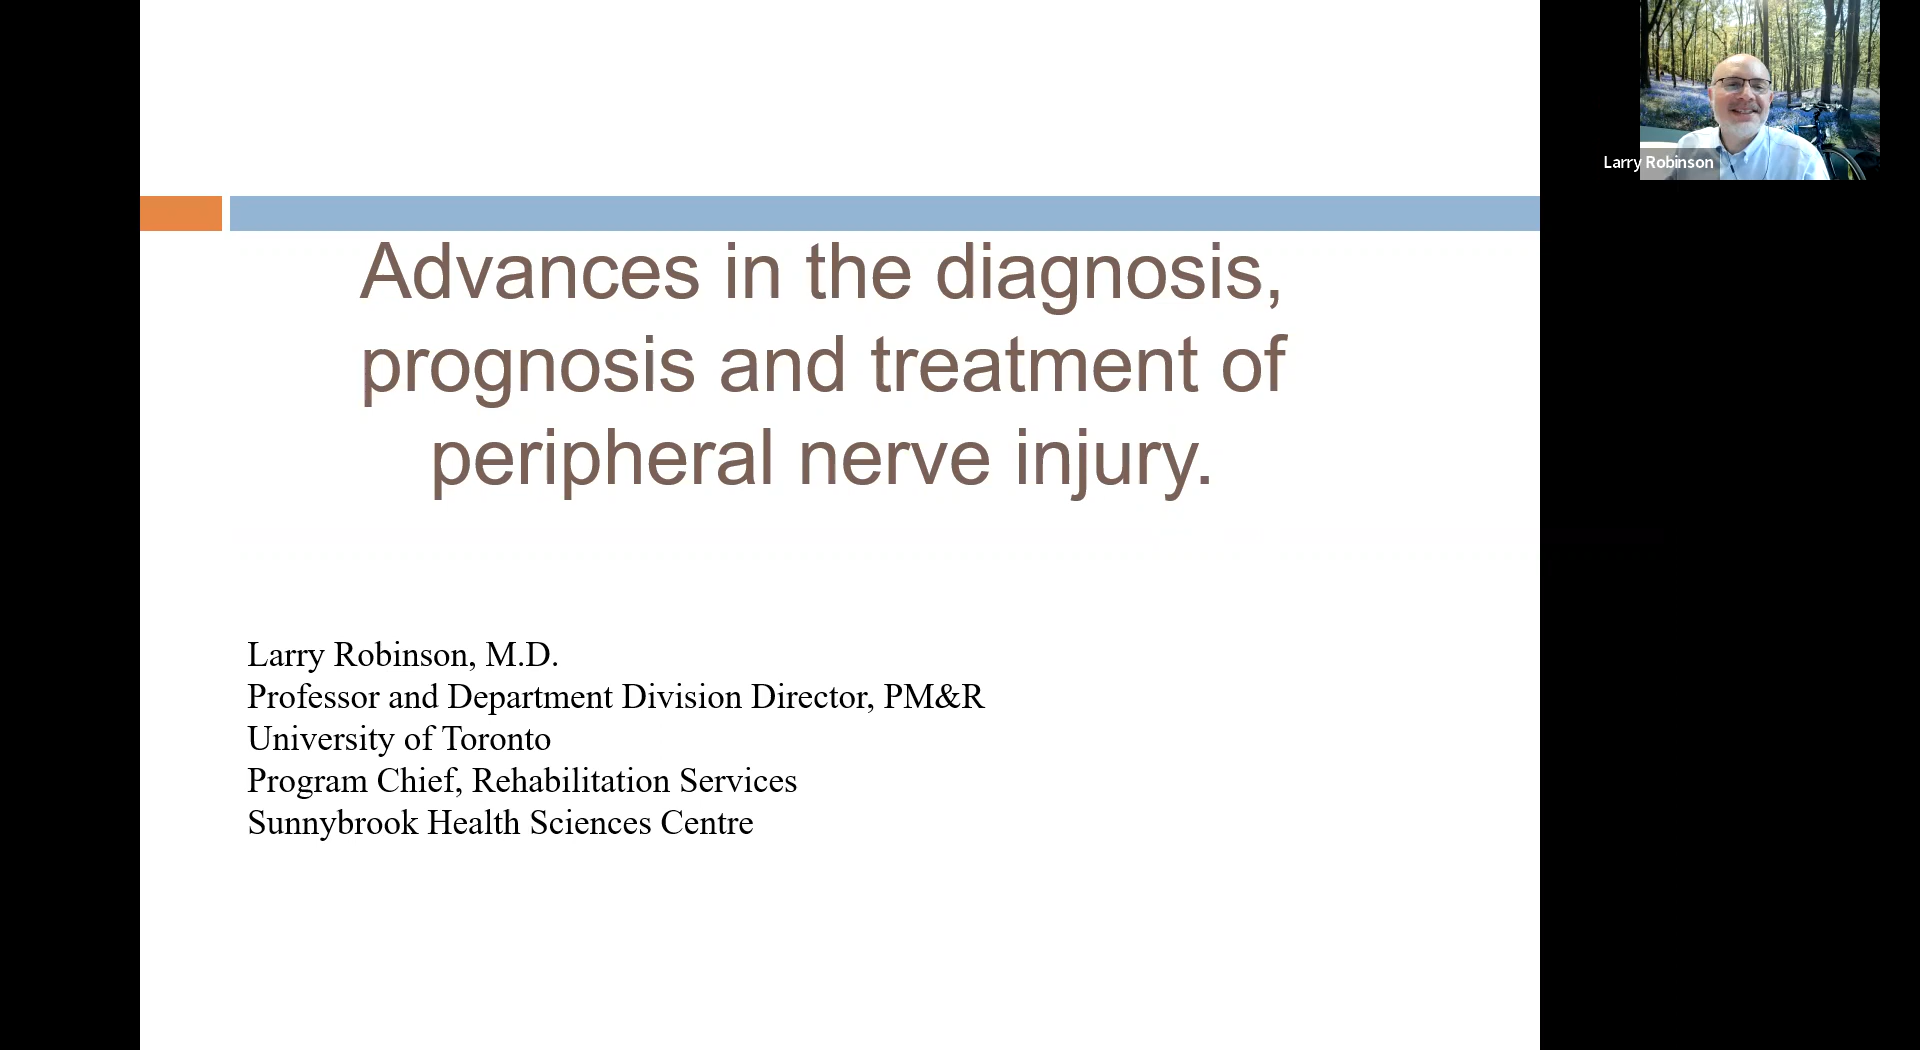 Advances in the diagnosis,
prognosis and treatment of
peripheral nerve injury.
Larry Robinson, M.D.
Professor and Department Division Director, PM&R
University of Toronto
Program Chief, Rehabilitation Services
Sunnybrook Health Sciences Centre
Larry Robinson